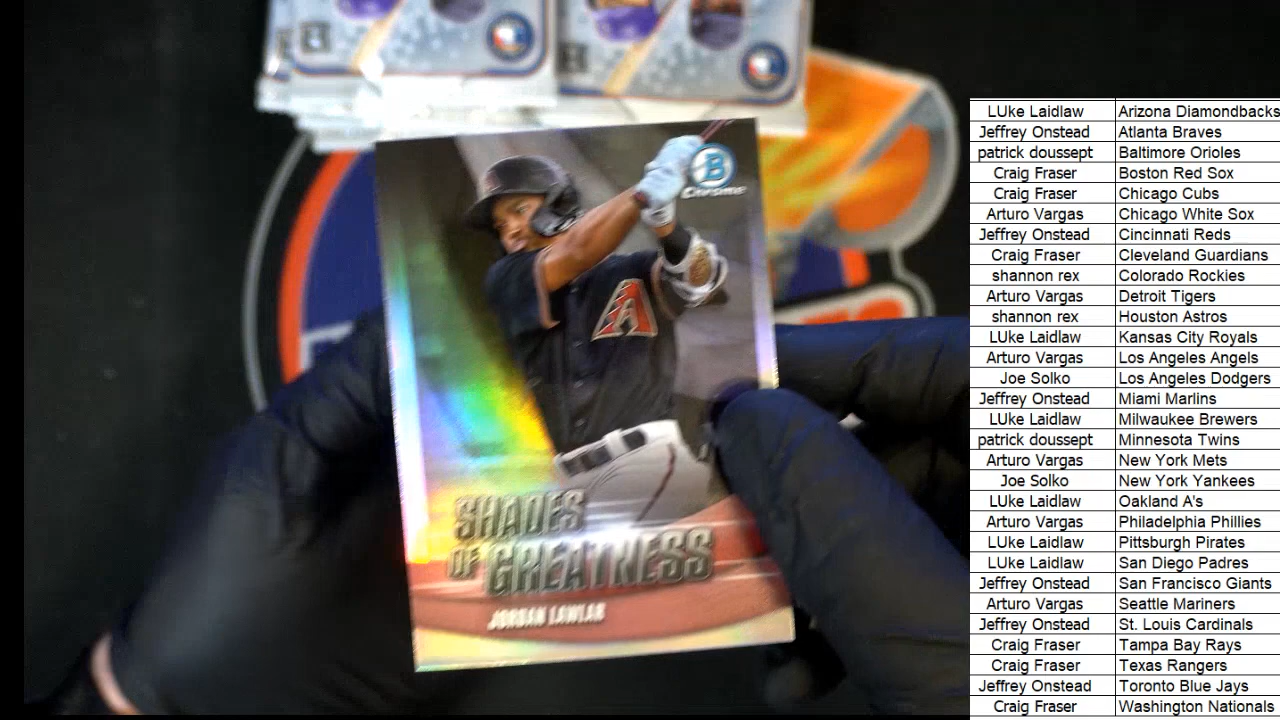 B
Chrome
A
SHADES
OF GREATNESS
JORDAN LAWLAR
LUke Laidlaw Arizona Diamondbacks
Jeffrey Onstead Atlanta Braves
patrick doussept Baltimore Orioles
Craig Fraser Boston Red Sox
Craig Fraser Chicago Cubs
Arturo Vargas Chicago White Sox
Jeffrey Onstead Cincinnati Reds
Craig Fraser Cleveland Guardians
shannon rex Colorado Rockies
Arturo Vargas Detroit Tigers
shannon rex Houston Astros
LUke Laidlaw Kansas City Royals
Arturo Vargas Los Angeles Angels
Joe Solko Los Angeles Dodgers
Jeffrey Onstead Miami Marlins
LUke Laidlaw Milwaukee Brewers
patrick doussept Minnesota Twins
Arturo Vargas New York Mets
Joe Solko New York Yankees
LUke Laidlaw Oakland A's
Arturo Vargas Philadelphia Phillies
LUke Laidlaw Pittsburgh Pirates
LUke Laidlaw San Diego Padres
Jeffrey Onstead San Francisco Giants
Arturo Vargas Seattle Mariners
Jeffrey Onstead St. Louis Cardinals
Craig Fraser Tampa Bay Rays
Craig Fraser Texas Rangers
Jeffrey Onstead Toronto Blue Jays
Craig Fraser Washington Nationals